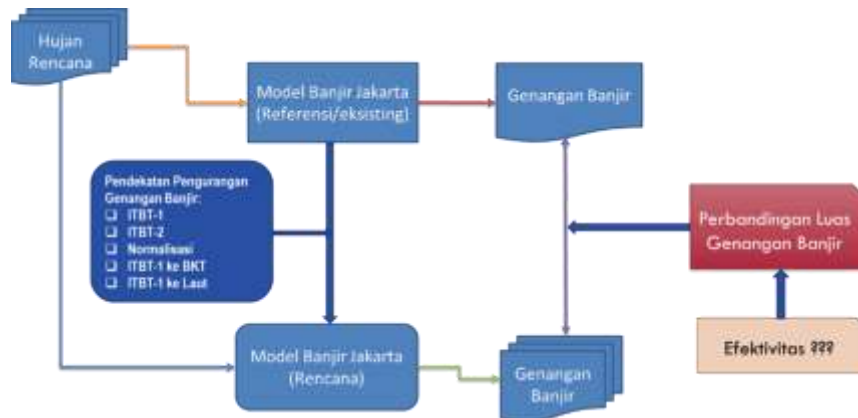 Hujan
Rencana
Model Banjir Jakarta
(Referensi/eksisting)
Genangan Banjir
Pendekatan Pengurangan
Genangan Banjir:
❑ ITBT-1
❑ ITBT-2
❑ Normalisasi
❑ ITBT-1 ke BKT
❑ ITBT-1 ke Laut
Perbandingan Luas
Genangan Banjir
Efektivitas ???
Model Banjir Jakarta
(Rencana)
Genangan
Banjir